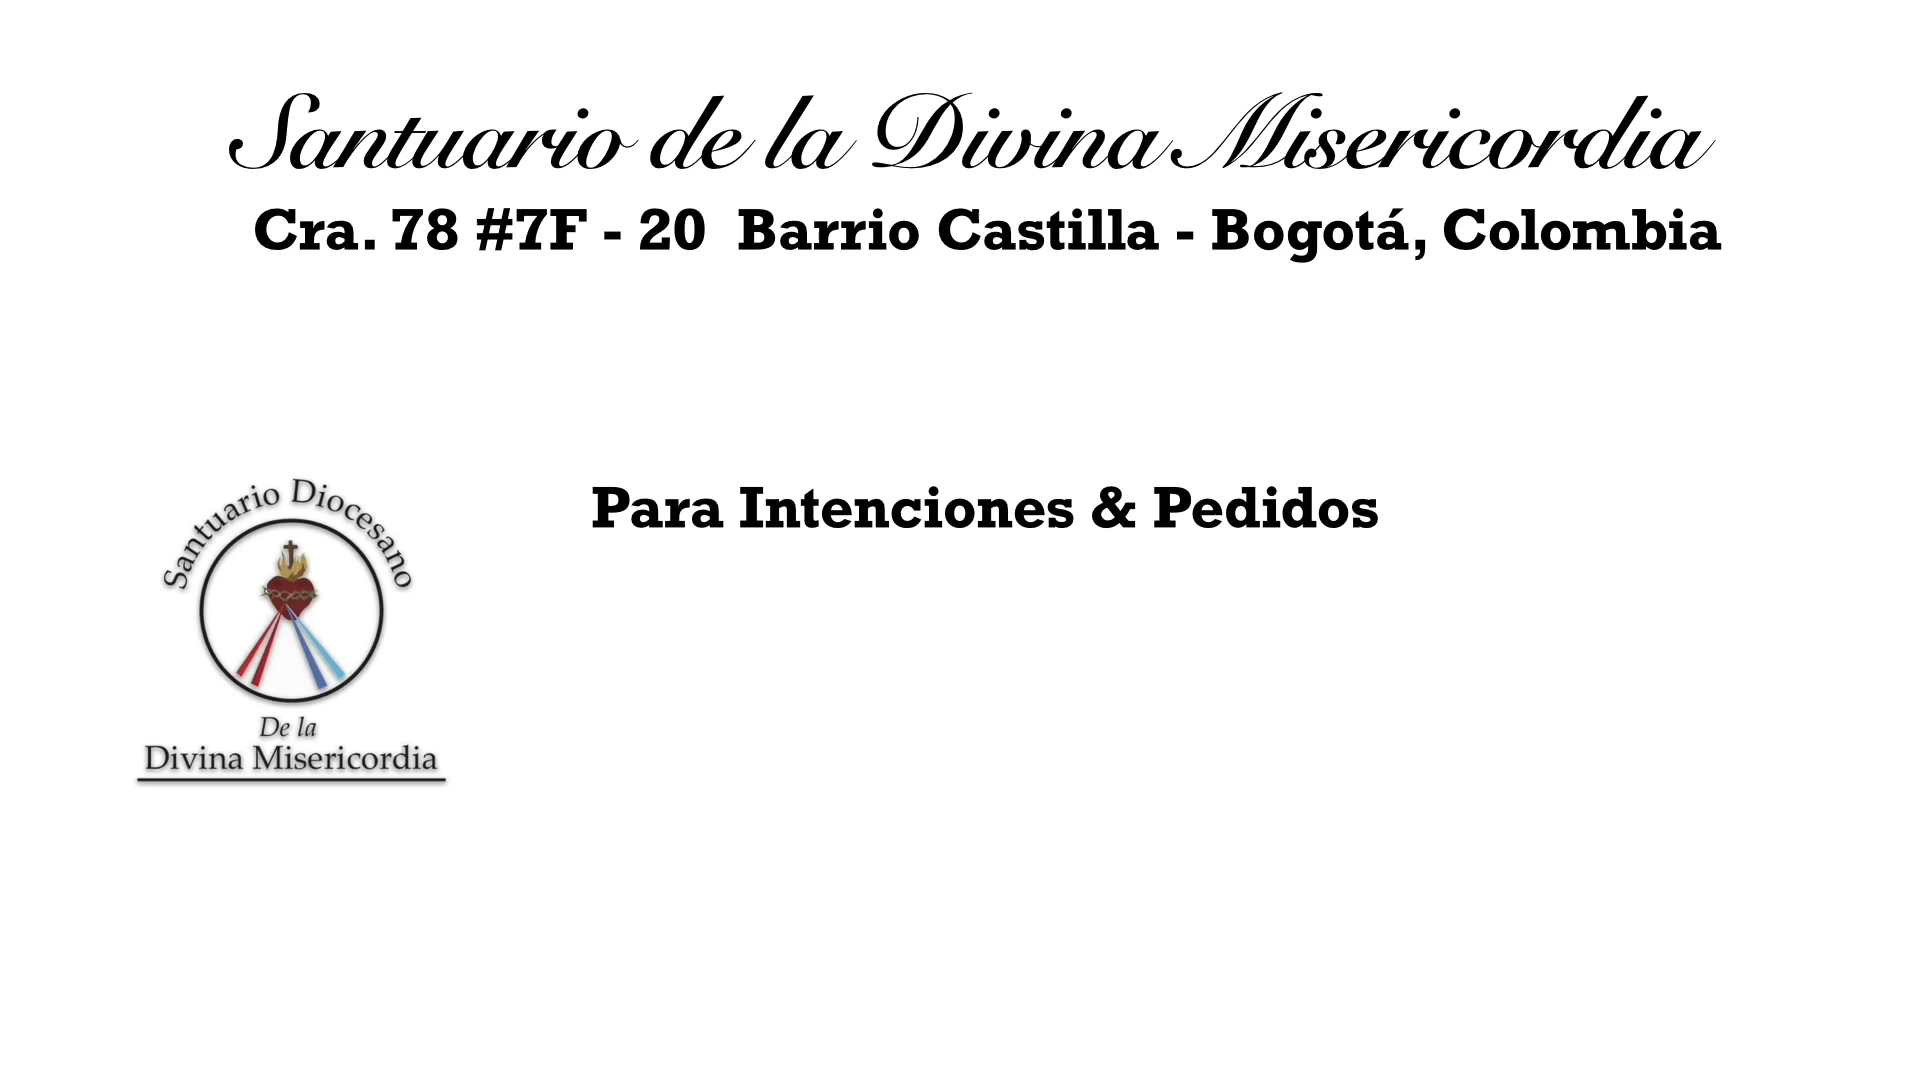 Santuario de la Divina Misericordia
Cra. 78 #7F - 20 Barrio Castilla - Bogotá, Colombia
Para Intenciones & Pedidos
Santuario Diocesano
De la
Divina Misericordia